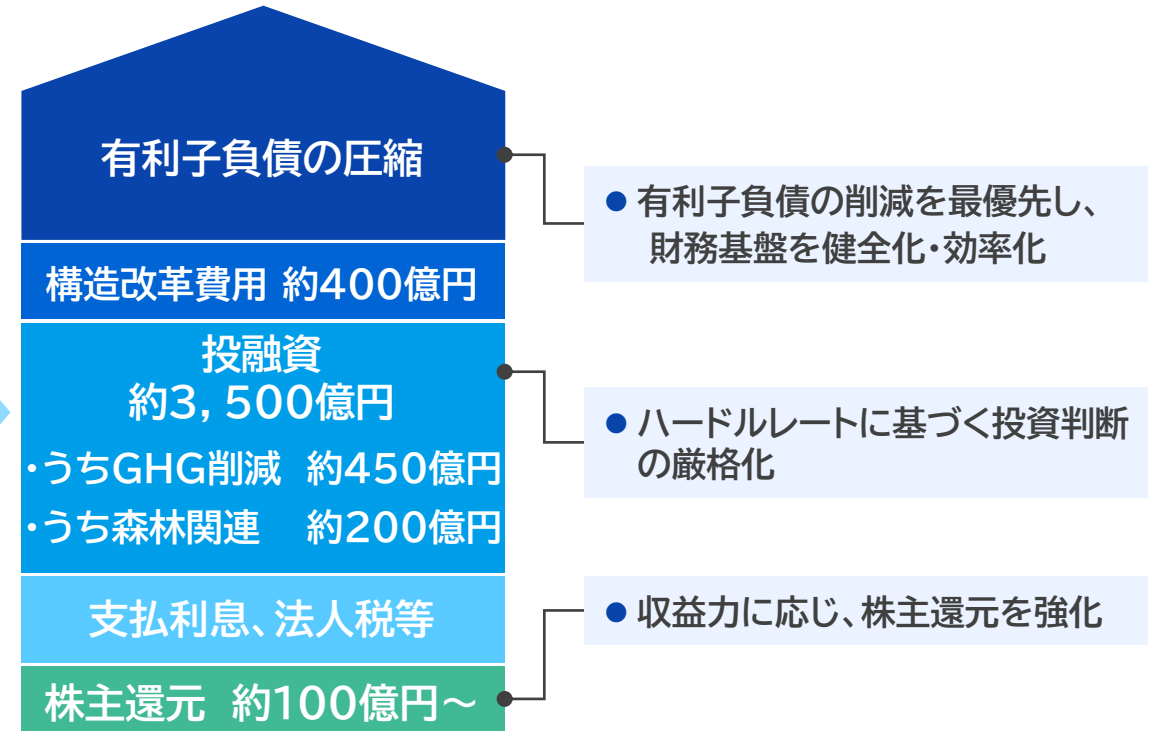 有利子負債の圧縮
構造改革費用 約400億円
投融資
約3，500億円
・うちGHG削減 約450億円
・うち森林関連 約200億円
支払利息、法人税等
株主還元 約100億円～
● 有利子負債の削減を最優先し、
財務基盤を健全化・効率化
● ハードルレートに基づく投資判断
の厳格化
● 収益力に応じ、株主還元を強化